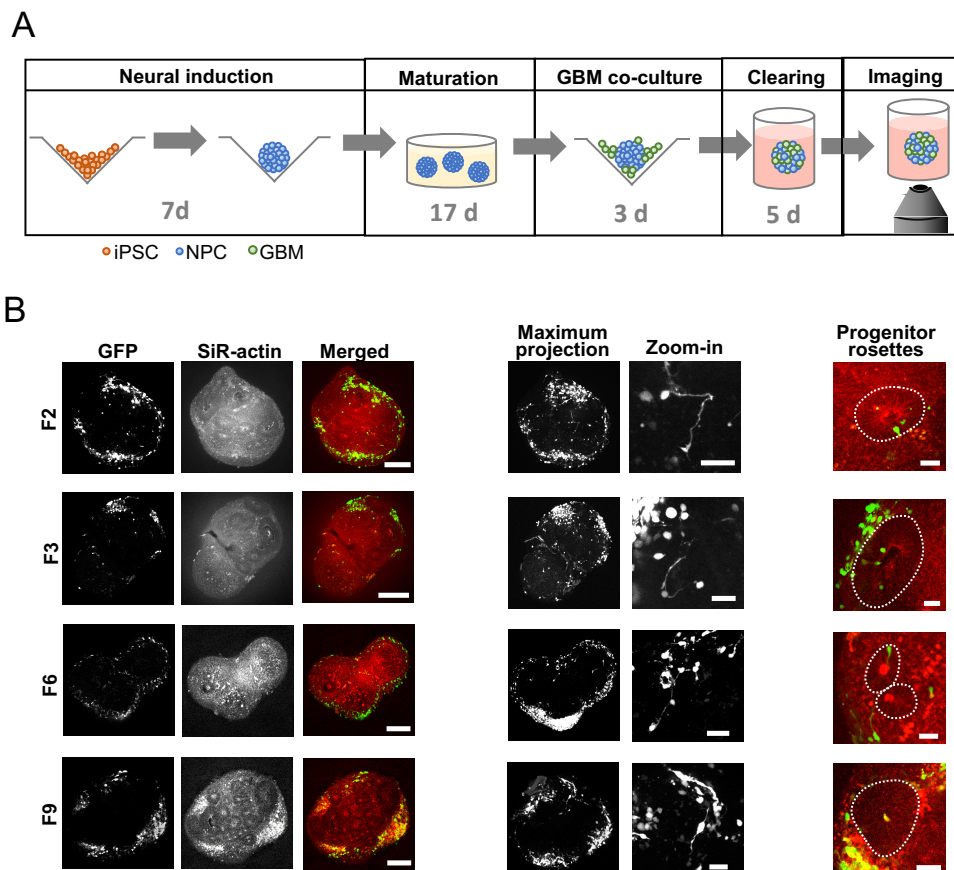 A
Neural induction
Maturation
GBM co-culture
Clearing
Imaging
7d
17 d
3 d
5 d
iPSC NPC GBM
B
GFP SiR-actin Merged
Maximum
projection
Zoom-in
Progenitor
rosettes
F2
F3
F6
F9